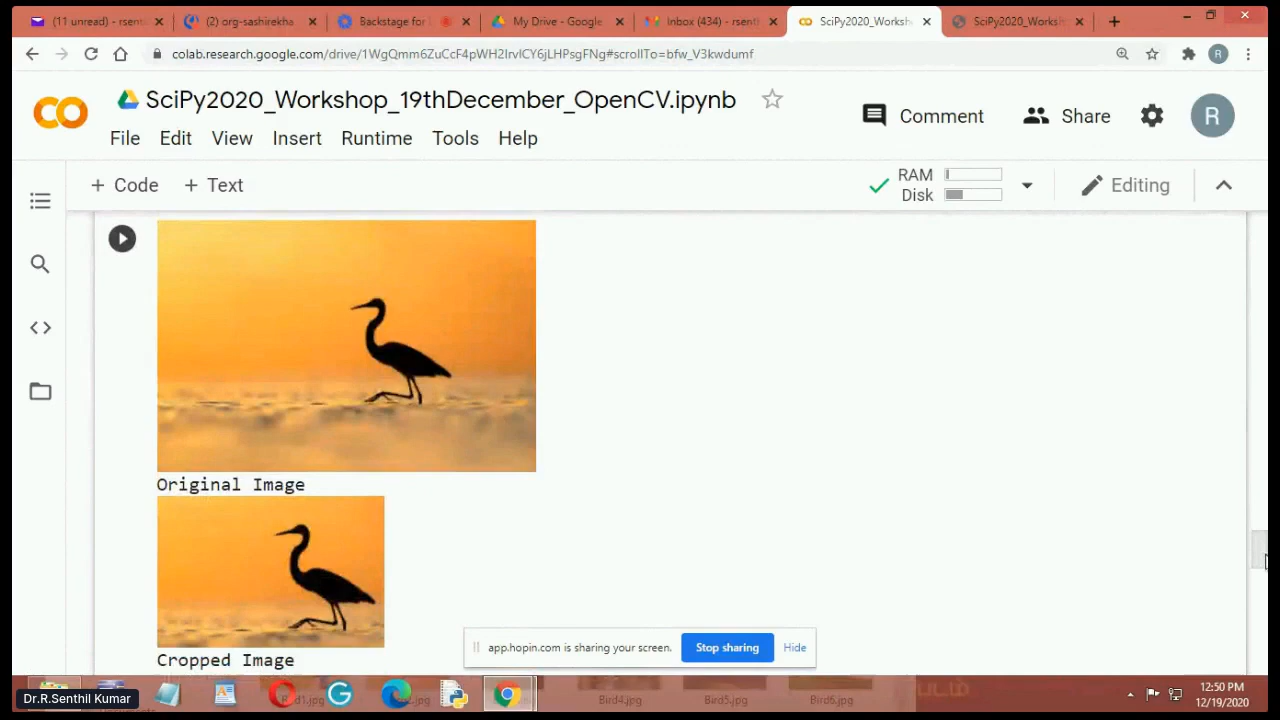 (11 unread) - rsent
(2) org-sashirekha
Backstage for
My Drive - Google
Inbox (434) - rsenth
SciPy2020_Worksh
SciPy2020_Worksh
colab.research.google.com/drive/1WgQmm6ZuCcF4pWH2IrvlCY6jLHPsgFNg#scrollTo=bfw_V3kwdumf
R
SciPy2020_Workshop_19thDecember_OpenCV.ipynb
Comment
Share
R
File Edit View Insert Runtime Tools Help
+ Code + Text
RAM
Disk
Editing
Original Image
Cropped Image
app.hopin.com is sharing your screen.
Stop sharing
Hide
Dr.R.Senthil Kumar
Bird4.jpg
Bird5.jpg
Bird6.jpg
12:50 PM
12/19/2020